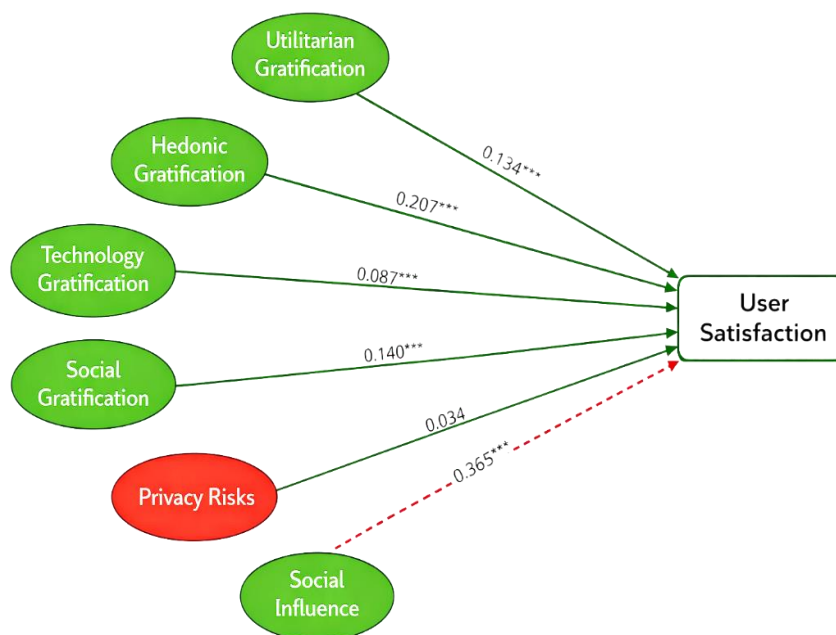 Utilitarian
Gratification
0.134***
Hedonic
Gratification
0.207***
Technology
Gratification
0.087***
User
Satisfaction
Social
Gratification
0.140***
0.034
0.365***
Privacy Risks
Social
Influence